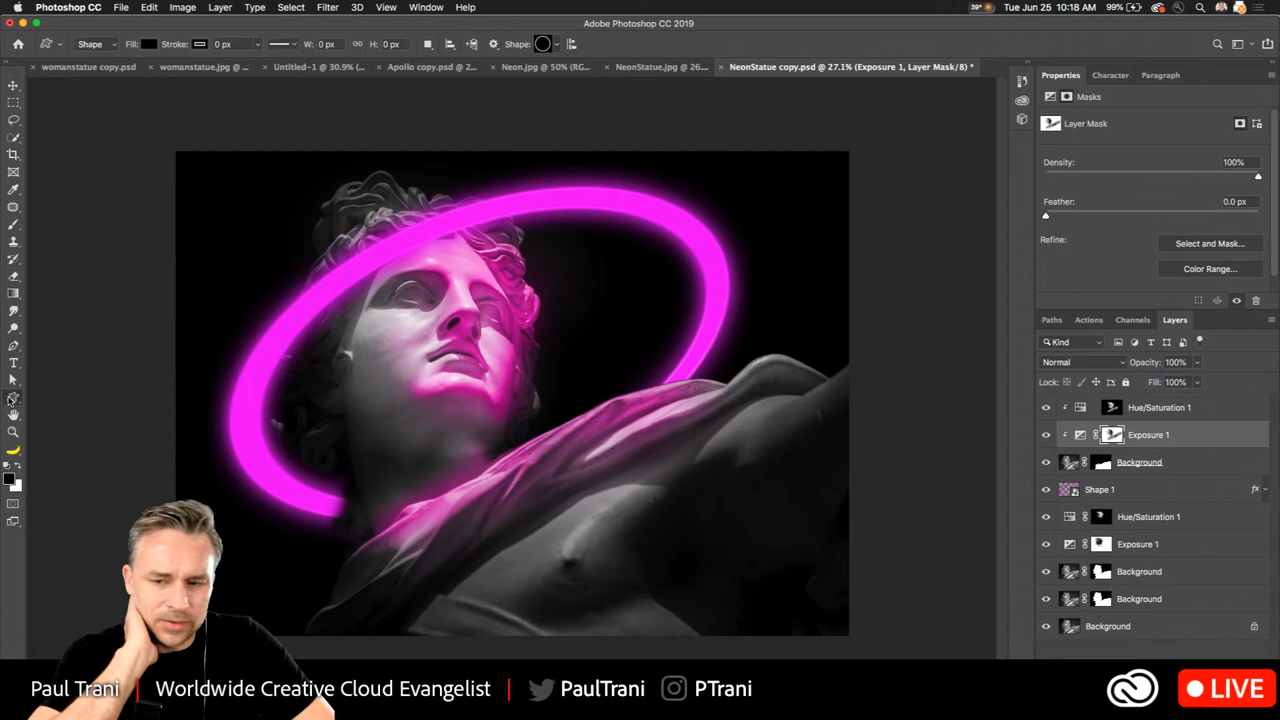 Photoshop CC File Edit Image Layer Type Select Filter 3D View Window Help 39° Tue Jun 25 10:18 AM 99%
Adobe Photoshop CC 2019
Shape Fill: Stroke: 0 px W: 0 px H: 0 px Shape:
womanstatue copy.psd womanstatue.jpg @ ... Untitled-1 @ 30.9% (... Apollo copy.psd @ 2... Neon.jpg @ 50% (RG... NeonStatue.jpg @ 26.... NeonStatue copy.psd @ 27.1% (Exposure 1, Layer Mask/8) *
Properties Character Paragraph
Masks
Layer Mask
Density: 100%
Feather: 0.0 px
Refine: Select and Mask...
Color Range...
Paths Actions Channels Layers
Kind
Normal Opacity: 100%
Lock: Fill: 100%
Hue/Saturation 1
Exposure 1
Background
Shape 1 fx
Hue/Saturation 1
Exposure 1
Background
Background
Background
Paul Trani | Worldwide Creative Cloud Evangelist | PaulTrani PTrani LIVE